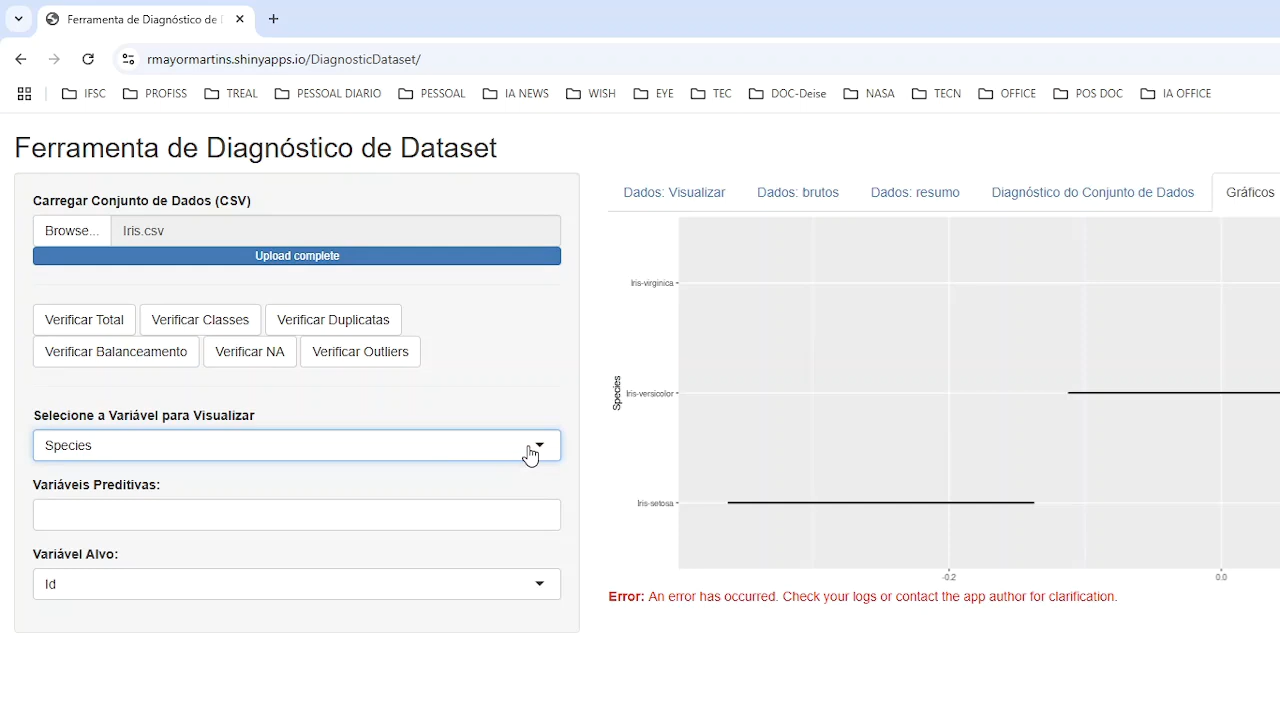 Ferramenta de Diagnóstico de
rmayormartins.shinyapps.io/DiagnosticDataset/
IFSC PROFISS TREAL PESSOAL DIARIO PESSOAL IA NEWS WISH EYE TEC DOC-Deise NASA TECN OFFICE POS DOC IA OFFICE
Ferramenta de Diagnóstico de Dataset
Carregar Conjunto de Dados (CSV)
Browse... Iris.csv
Upload complete
Verificar Total Verificar Classes Verificar Duplicatas
Verificar Balanceamento Verificar NA Verificar Outliers
Selecione a Variável para Visualizar
Species
Variáveis Preditivas:
Variável Alvo:
Id
Dados: Visualizar Dados: brutos Dados: resumo Diagnóstico do Conjunto de Dados Gráficos
Iris-virginica
Species
Iris-versicolor
Iris-setosa
-0.2 0.0
Error: An error has occurred. Check your logs or contact the app author for clarification.